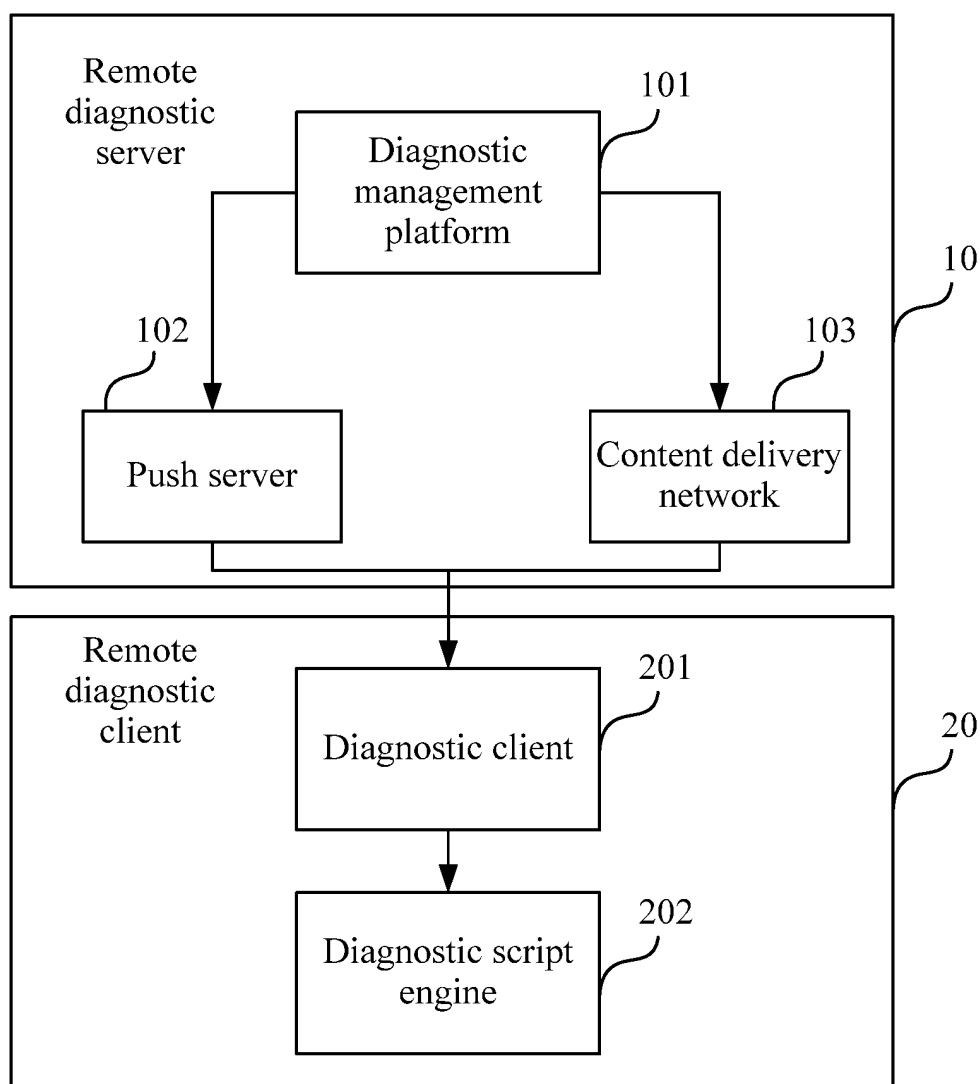 Remote
diagnostic
server
101
Diagnostic
management
platform
10
102
103
Push server
Content delivery
network
Remote
diagnostic
client
201
20
Diagnostic client
202
Diagnostic script
engine